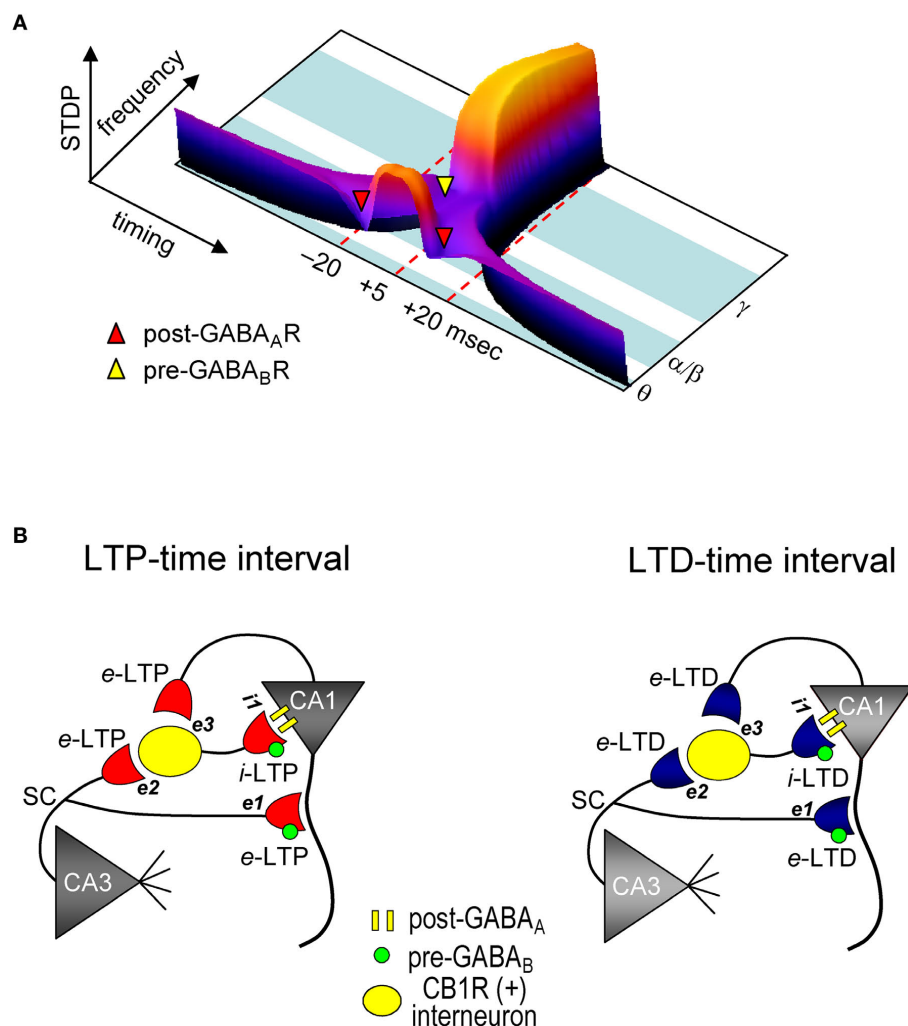 A
STDP
frequency
timing
−20
+5
+20 msec
γ
α/β
θ
post-GABAAR
pre-GABABR
B
LTP-time interval
LTD-time interval
e-LTP
i1
CA1
e-LTP
e3
i-LTP
e2
SC
e1
e-LTP
CA3
e-LTD
i1
CA1
e-LTD
e3
i-LTD
e2
SC
e1
e-LTD
CA3
post-GABAA
pre-GABAB
CB1R (+)
interneuron